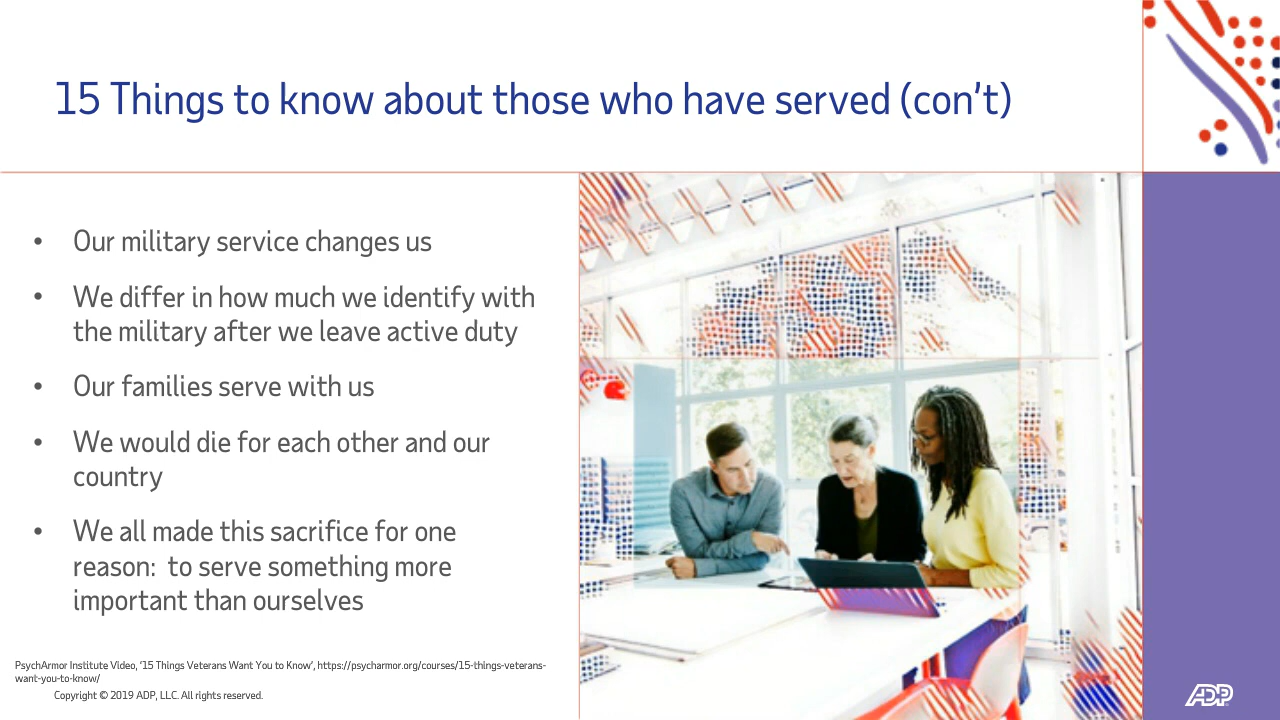 15 Things to know about those who have served (con't)
• Our military service changes us
• We differ in how much we identify with
the military after we leave active duty
• Our families serve with us
• We would die for each other and our
country
• We all made this sacrifice for one
reason:  to serve something more
important than ourselves
PsychArmor Institute Video, '15 Things Veterans Want You to Know', https://psycharmor.org/courses/15-things-veterans-
want-you-to-know/
Copyright © 2019 ADP, LLC. All rights reserved.
ADP